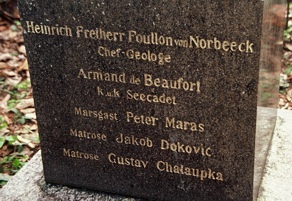 Heinrich Freiherr Foullon von Norbeeck
Chef-Geologe
Armand de Beaufort
K.u.K. Seecadet
Marsgast Peter Maras
Matrose Jakob Dokovic
Matrose Gustav Chalaupka